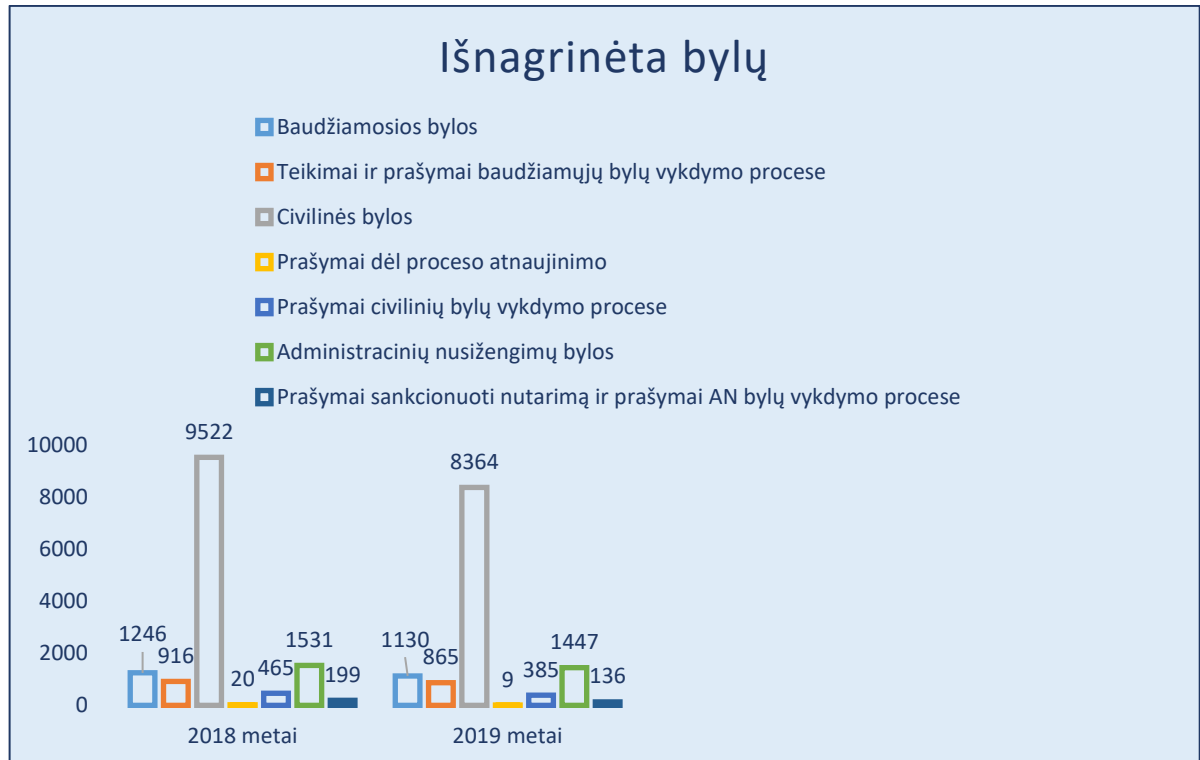 Išnagrinėta bylų
Baudžiamosios bylos
Teikimai ir prašymai baudžiamųjų bylų vykdymo procese
Civilinės bylos
Prašymai dėl proceso atnaujinimo
Prašymai civilinių bylų vykdymo procese
Administracinių nusižengimų bylos
Prašymai sankcionuoti nutarimą ir prašymai AN bylų vykdymo procese
10000
8000
6000
4000
2000
0
1246
916
9522
20
465
1531
199
1130
865
8364
9
385
1447
136
2018 metai
2019 metai